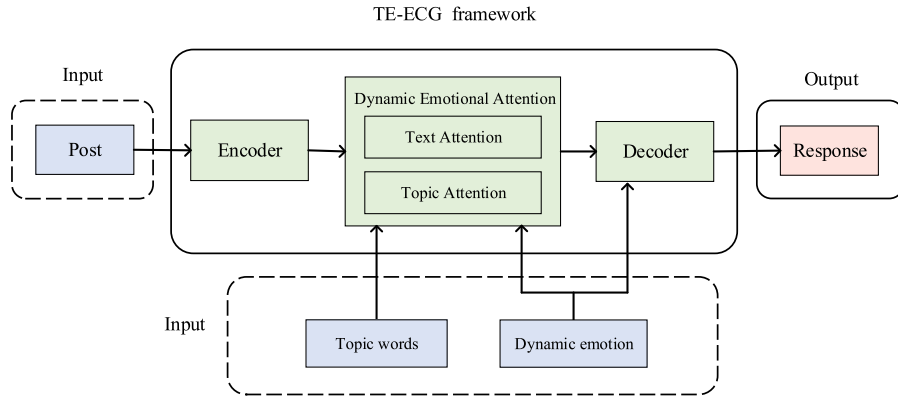 TE-ECG framework
Input
Output
Dynamic Emotional Attention
Text Attention
Post
Encoder
Decoder
Response
Topic Attention
Input
Topic words
Dynamic emotion